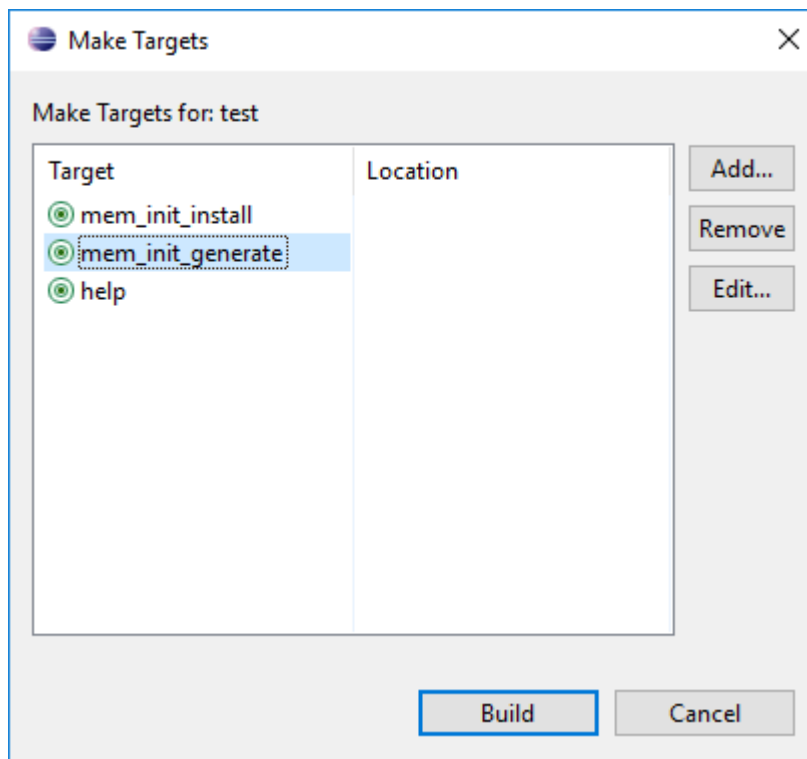 Make Targets
Make Targets for: test
Target Location
mem_init_install
mem_init_generate
help
Add...
Remove
Edit...
Build Cancel